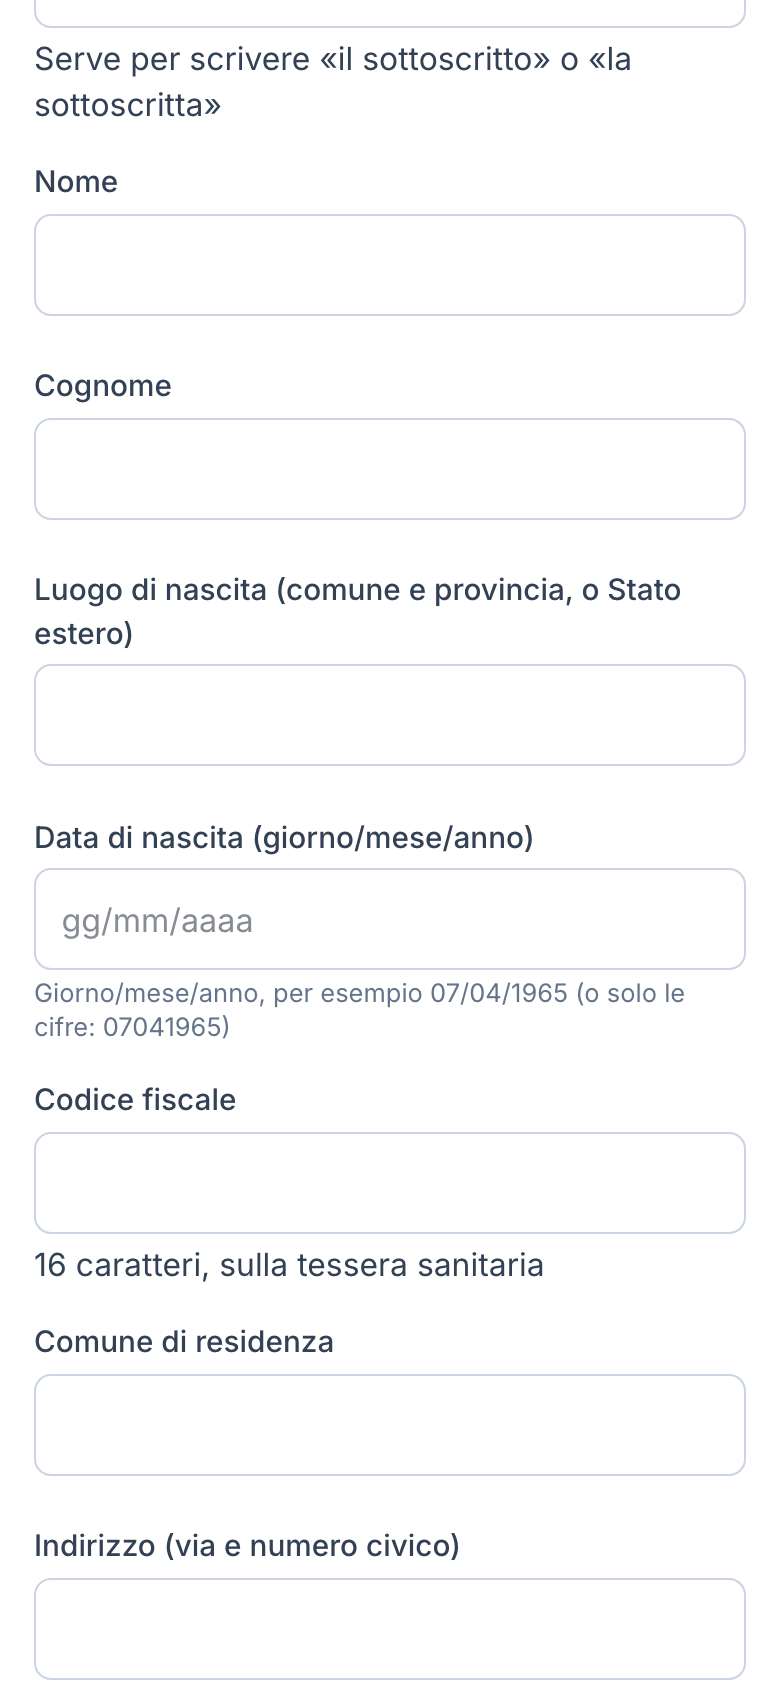 Serve per scrivere «il sottoscritto» o «la
sottoscritta»
Nome
Cognome
Luogo di nascita (comune e provincia, o Stato
estero)
Data di nascita (giorno/mese/anno)
gg/mm/aaaa
Giorno/mese/anno, per esempio 07/04/1965 (o solo le
cifre: 07041965)
Codice fiscale
16 caratteri, sulla tessera sanitaria
Comune di residenza
Indirizzo (via e numero civico)